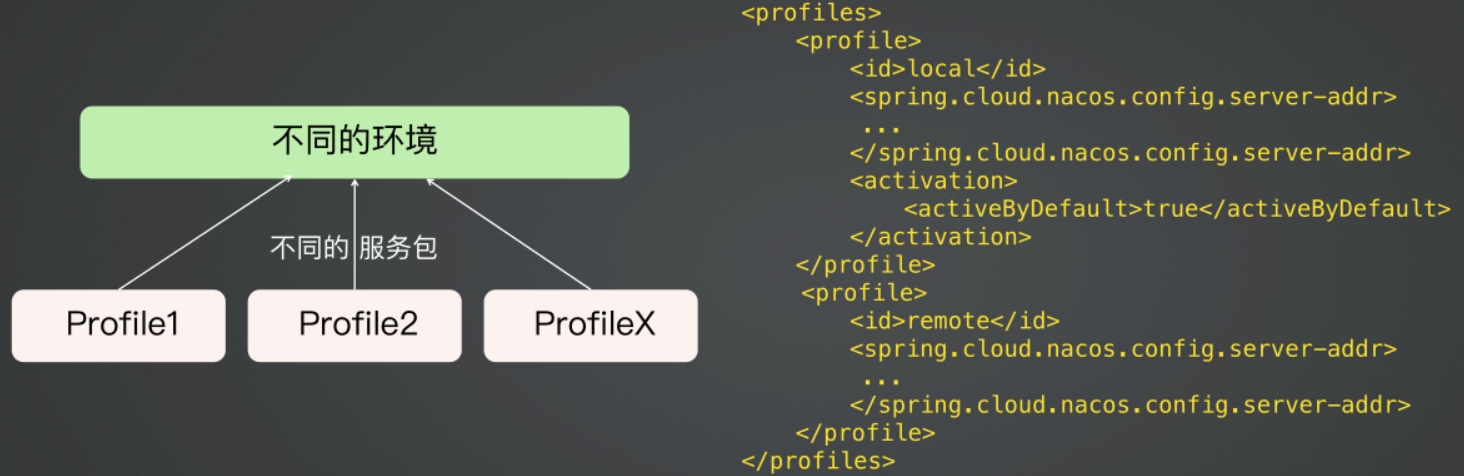 不同的环境
不同的 服务包
Profile1
Profile2
ProfileX
<profiles>
<profile>
<id>local</id>
<spring.cloud.nacos.config.server-addr>
...
</spring.cloud.nacos.config.server-addr>
<activation>
<activeByDefault>true</activeByDefault>
</activation>
</profile>
<profile>
<id>remote</id>
<spring.cloud.nacos.config.server-addr>
...
</spring.cloud.nacos.config.server-addr>
</profile>
</profiles>